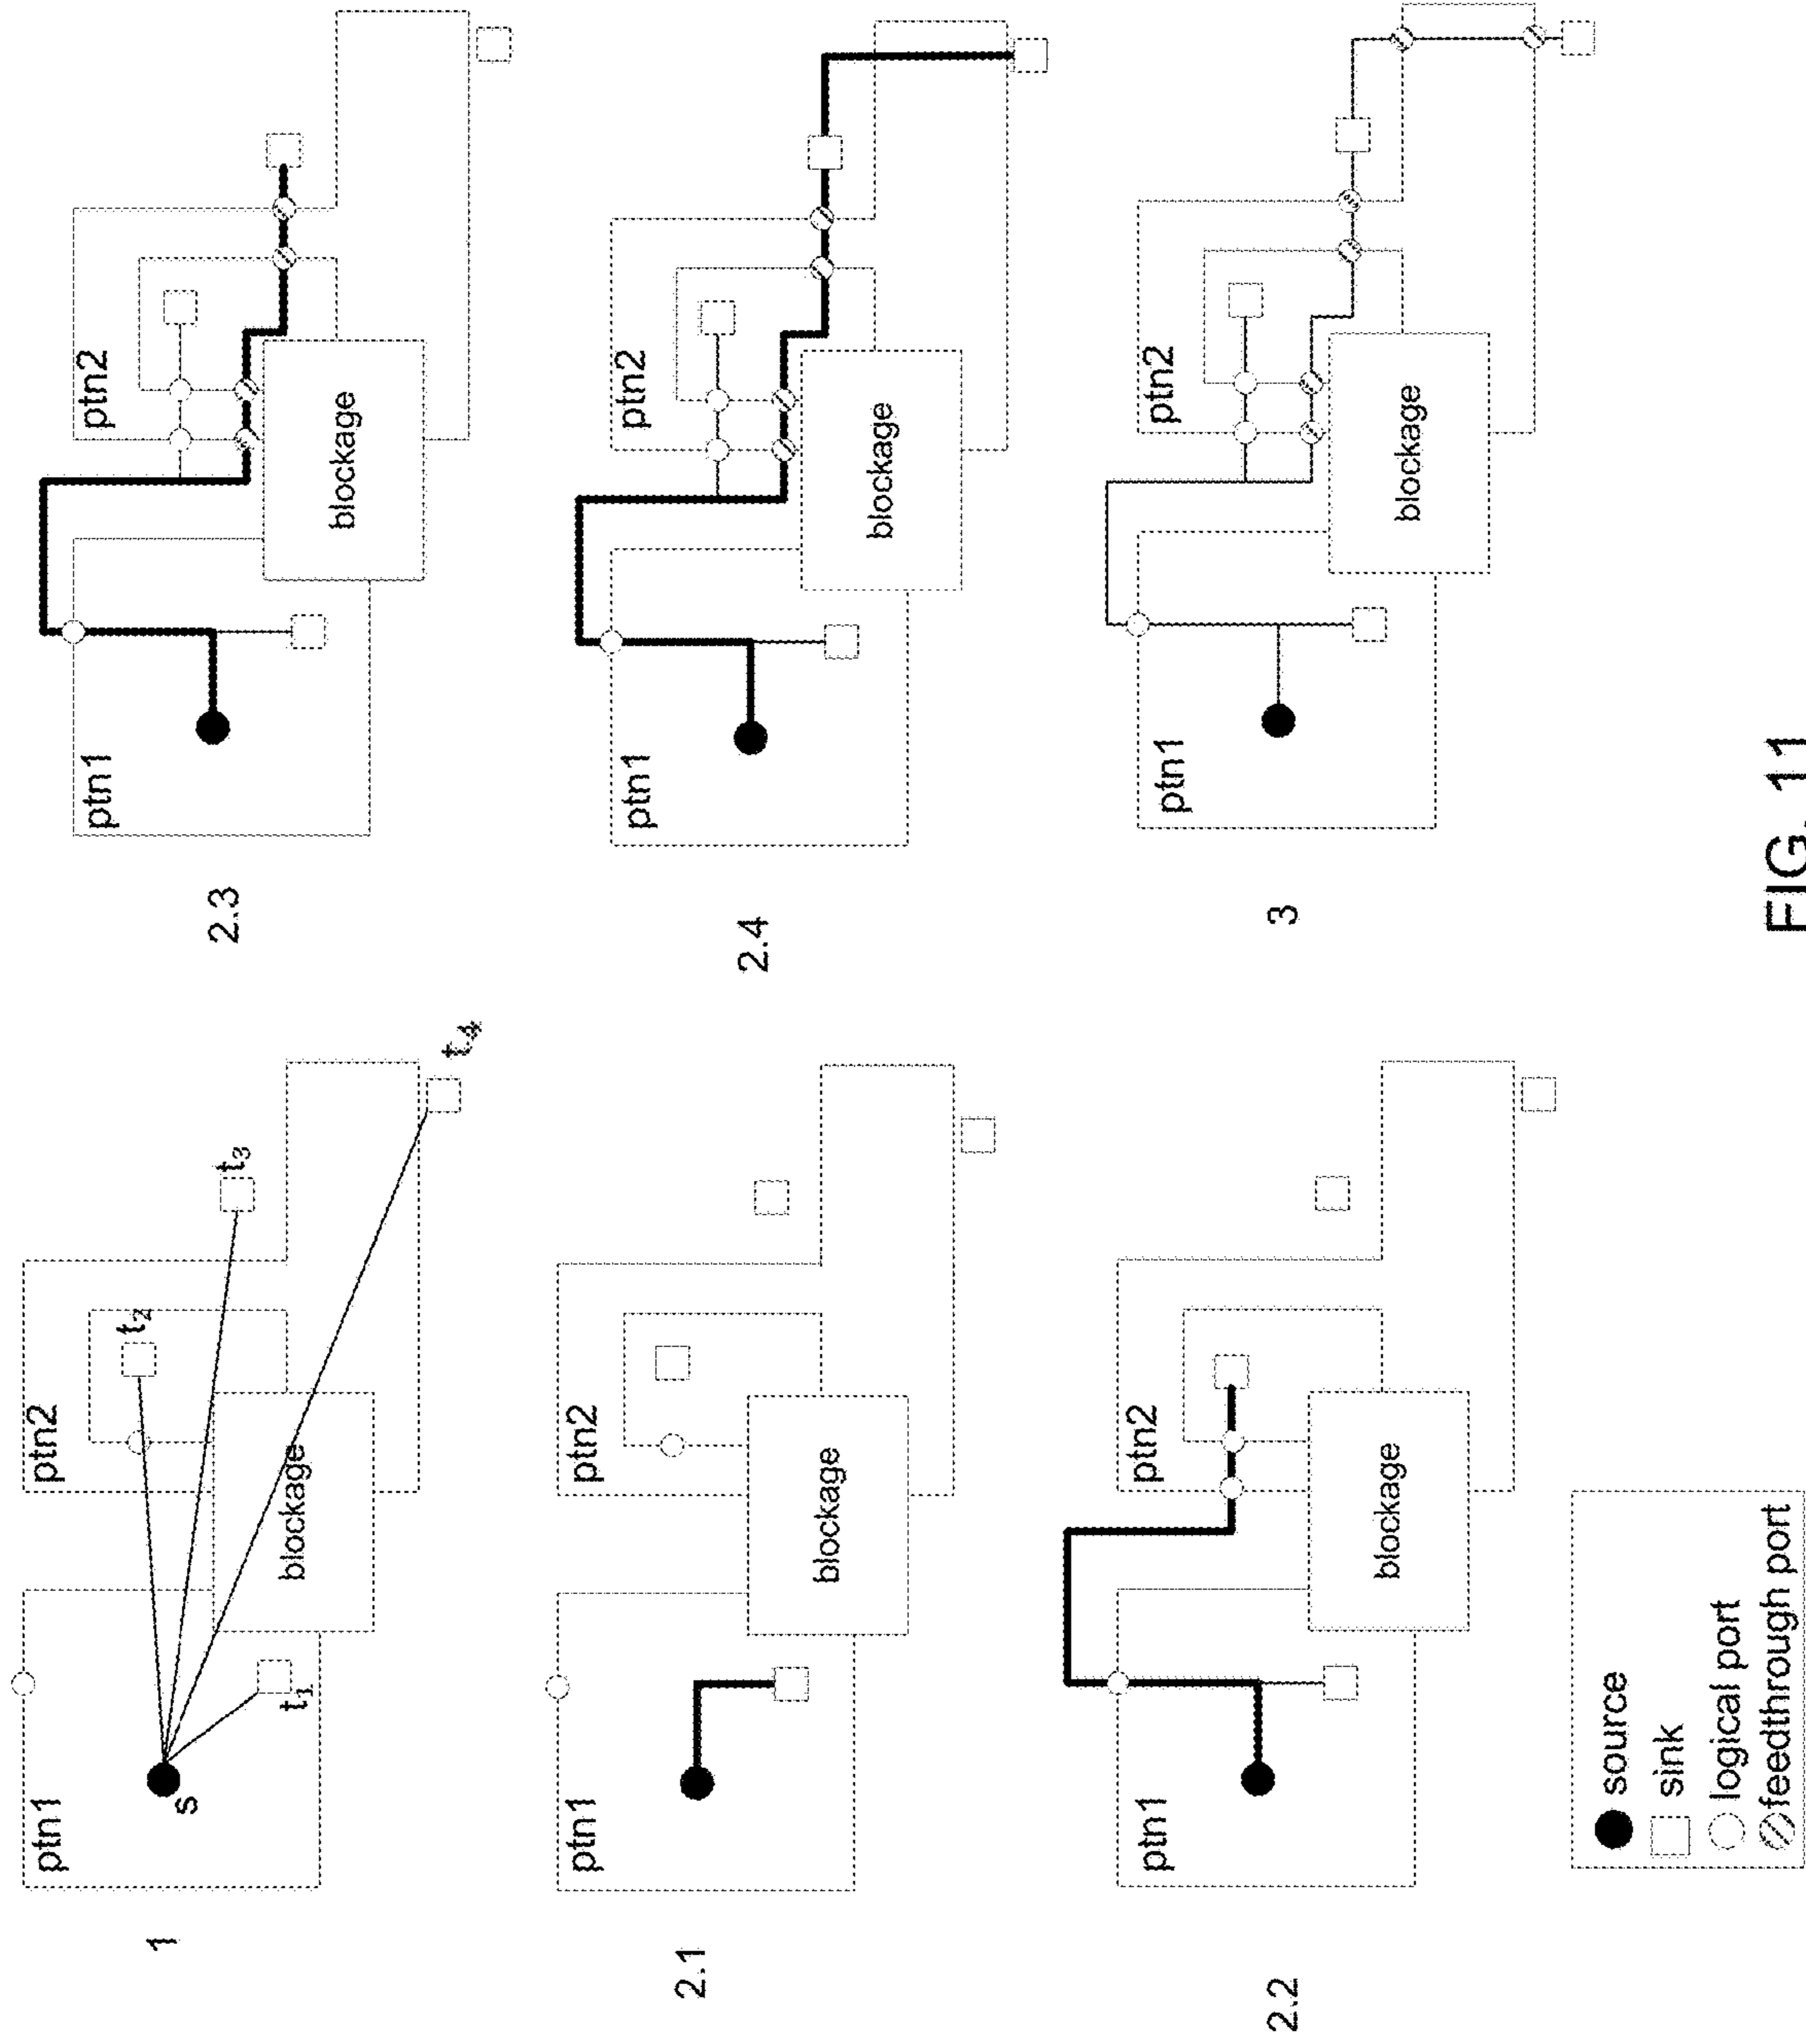 1
ptn1
ptn2
s
t1
t2
t3
t4
blockage
2.1
ptn1
ptn2
blockage
2.2
ptn1
ptn2
blockage
source
sink
logical port
feedthrough port
2.3
ptn1
ptn2
blockage
2.4
ptn1
ptn2
blockage
3
ptn1
ptn2
blockage
FIG. 11